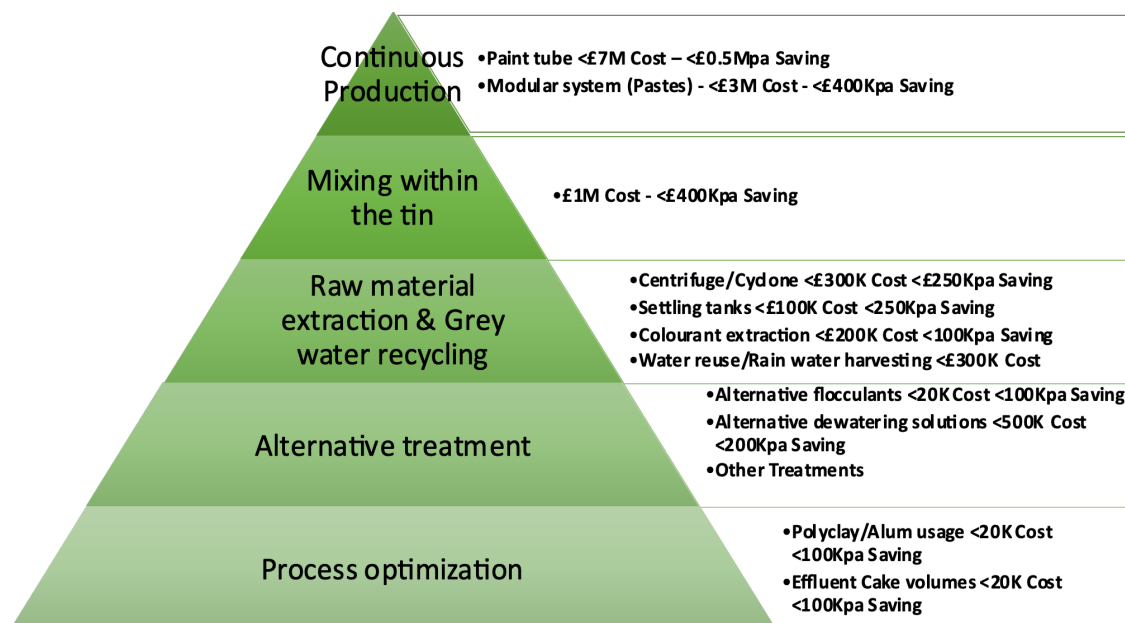 Continuous
Production
•Paint tube <£7M Cost – <£0.5Mpa Saving
•Modular system (Pastes) - <£3M Cost - <£400Kpa Saving
Mixing within
the tin
•£1M Cost - <£400Kpa Saving
Raw material
extraction & Grey
water recycling
•Centrifuge/Cyclone <£300K Cost <£250Kpa Saving
•Settling tanks <£100K Cost <250Kpa Saving
•Colourant extraction <£200K Cost <100Kpa Saving
•Water reuse/Rain water harvesting <£300K Cost
Alternative treatment
•Alternative flocculants <20K Cost <100Kpa Saving
•Alternative dewatering solutions <500K Cost
<200Kpa Saving
•Other Treatments
Process optimization
•Polyclay/Alum usage <20K Cost
<100Kpa Saving
•Effluent Cake volumes <20K Cost
<100Kpa Saving